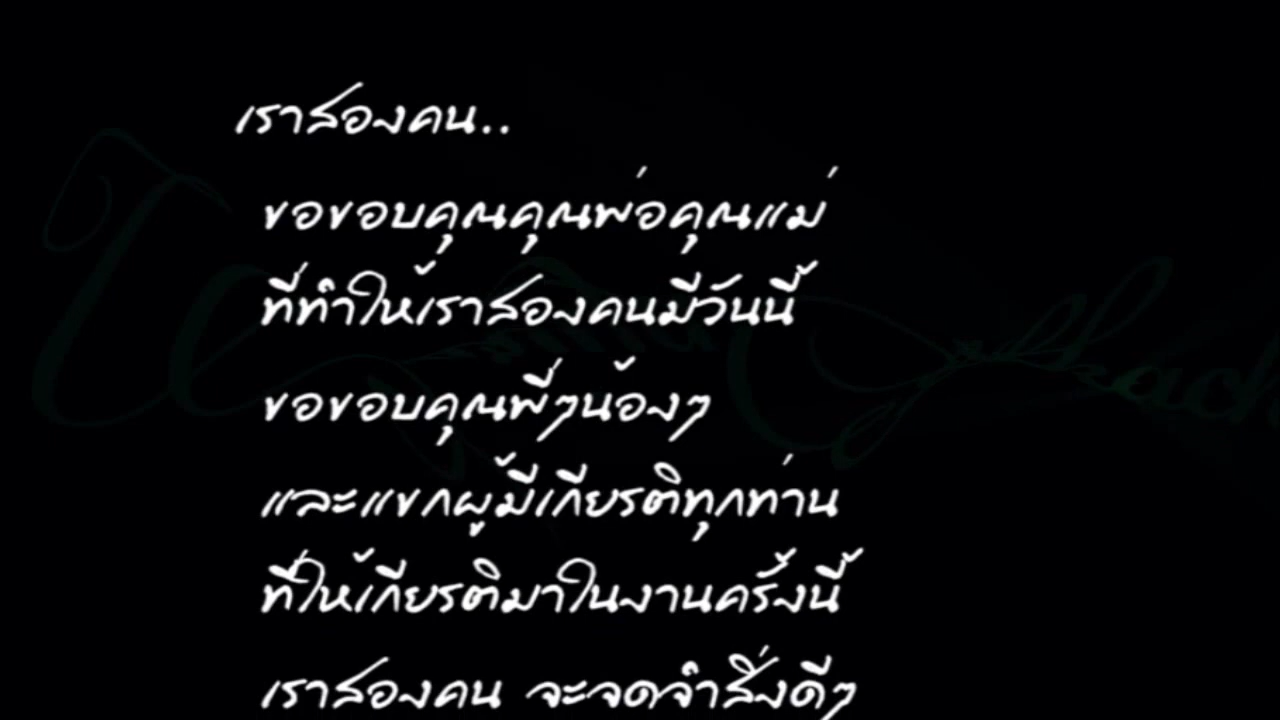 เราสองคน..
ขอขอบคุณคุณพ่อคุณแม่
ที่ทำให้เราสองคนมีวันนี้
ขอขอบคุณพี่ๆน้องๆ
และแขกผู้มีเกียรติทุกท่าน
ที่ให้เกียรติมาในงานครั้งนี้
เราสองคน จะจดจำสิ่งดีๆ